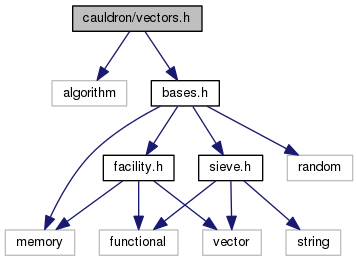 cauldron/vectors.h
algorithm
bases.h
facility.h
sieve.h
random
memory
functional
vector
string